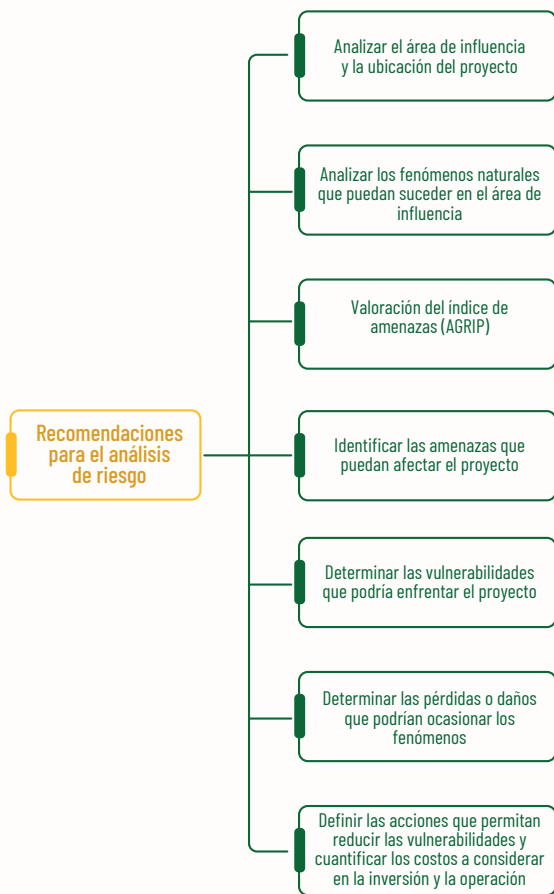 Analizar el área de influencia
y la ubicación del proyecto
Analizar los fenómenos naturales
que puedan suceder en el área de
influencia
Valoración del índice de
amenazas (AGRIP)
Recomendaciones
para el análisis
de riesgo
Identificar las amenazas que
puedan afectar el proyecto
Determinar las vulnerabilidades
que podría enfrentar el proyecto
Determinar las pérdidas o daños
que podrían ocasionar los
fenómenos
Definir las acciones que permitan
reducir las vulnerabilidades y
cuantificar los costos a considerar
en la inversión y la operación